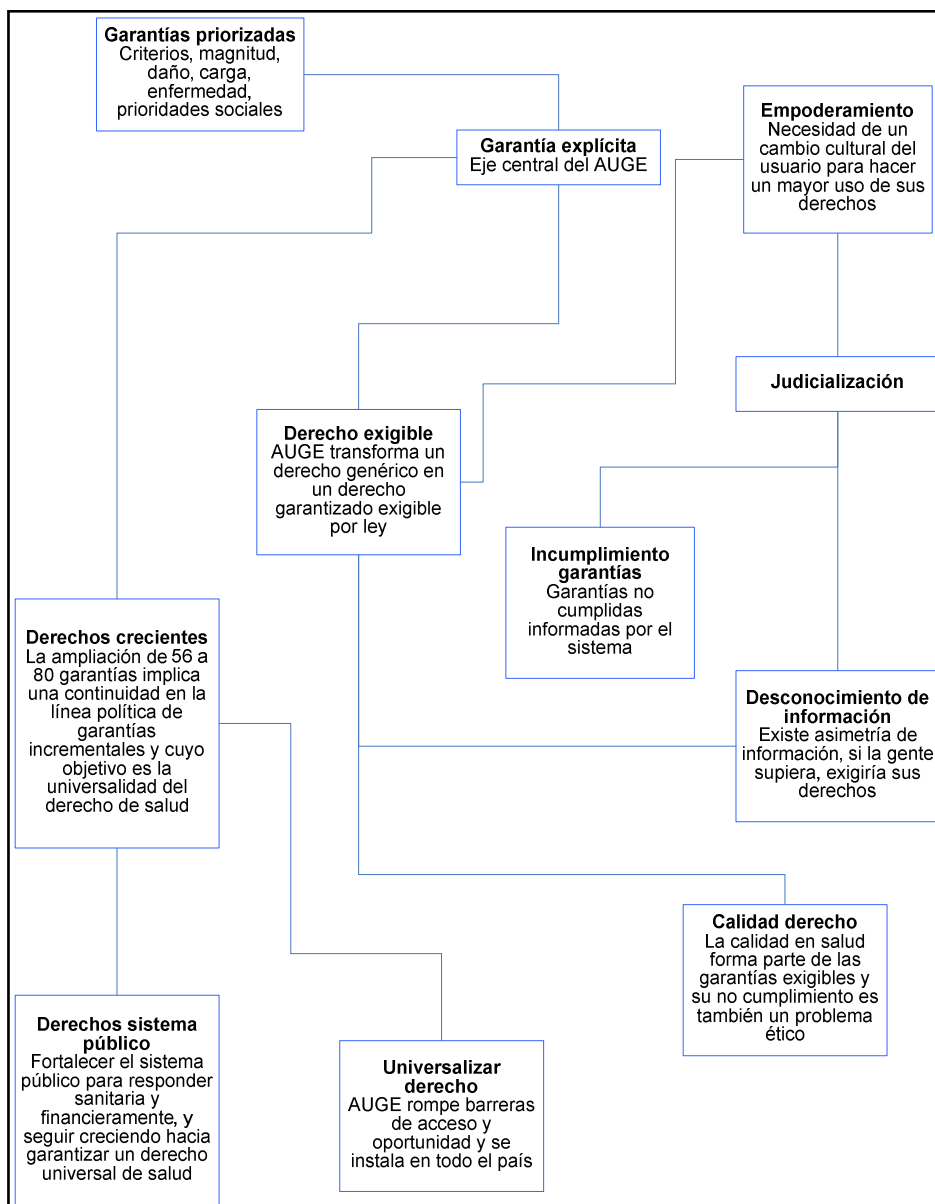 Garantías priorizadas
Criterios, magnitud,
daño, carga,
enfermedad,
prioridades sociales
Garantía explícita
Eje central del AUGE
Empoderamiento
Necesidad de un
cambio cultural del
usuario para hacer
un mayor uso de sus
derechos
Judicialización
Derecho exigible
AUGE transforma un
derecho genérico en
un derecho
garantizado exigible
por ley
Incumplimiento
garantías
Garantías no
cumplidas
informadas por el
sistema
Derechos crecientes
La ampliación de 56 a
80 garantías implica
una continuidad en la
línea política de
garantías
incrementales y cuyo
objetivo es la
universalidad del
derecho de salud
Desconocimiento de
información
Existe asimetría de
información, si la gente
supiera, exigiría sus
derechos
Calidad derecho
La calidad en salud
forma parte de las
garantías exigibles y
su no cumplimiento es
también un problema
ético
Derechos sistema
público
Fortalecer el sistema
público para responder
sanitaria y
financieramente, y
seguir creciendo hacia
garantizar un derecho
universal de salud
Universalizar
derecho
AUGE rompe barreras
de acceso y
oportunidad y se
instala en todo el país